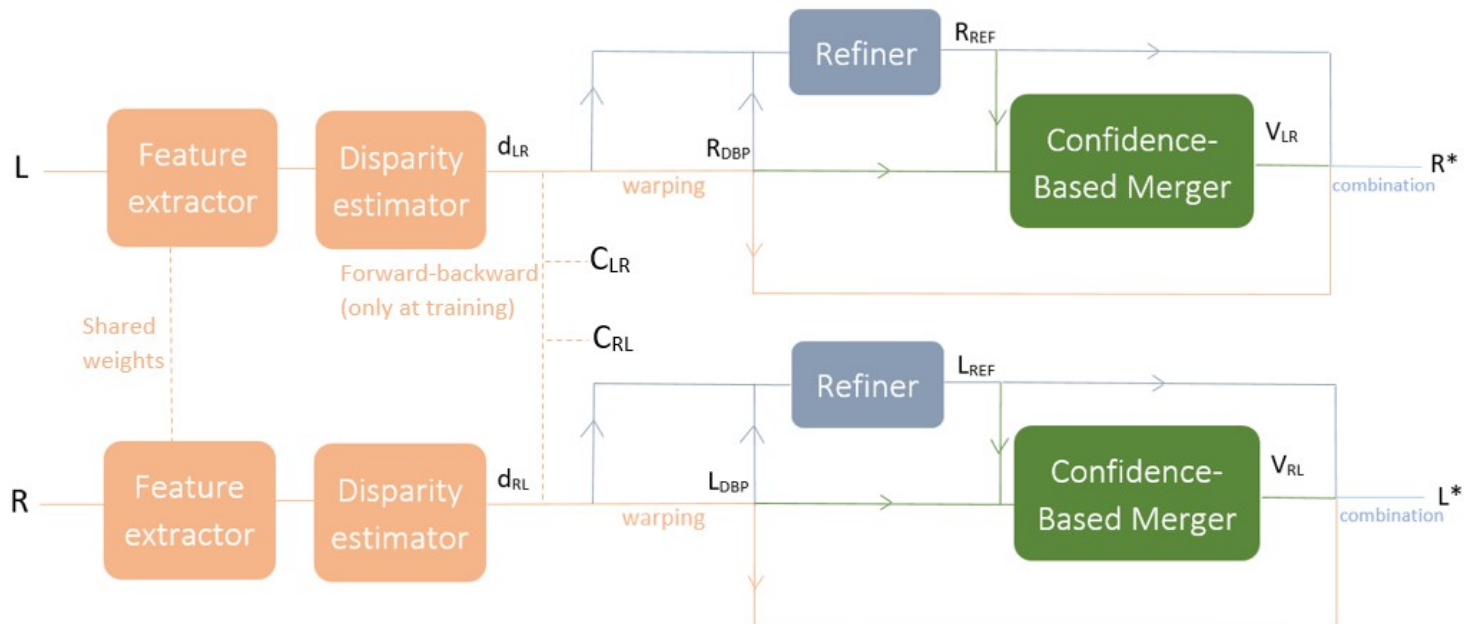 Refiner
R_REF
L
Feature
extractor
Disparity
estimator
d_LR
warping
R_DBP
Confidence-
Based Merger
V_LR
R*
combination
Forward-backward
(only at training)
C_LR
C_RL
Shared
weights
Refiner
L_REF
R
Feature
extractor
Disparity
estimator
d_RL
warping
L_DBP
Confidence-
Based Merger
V_RL
L*
combination